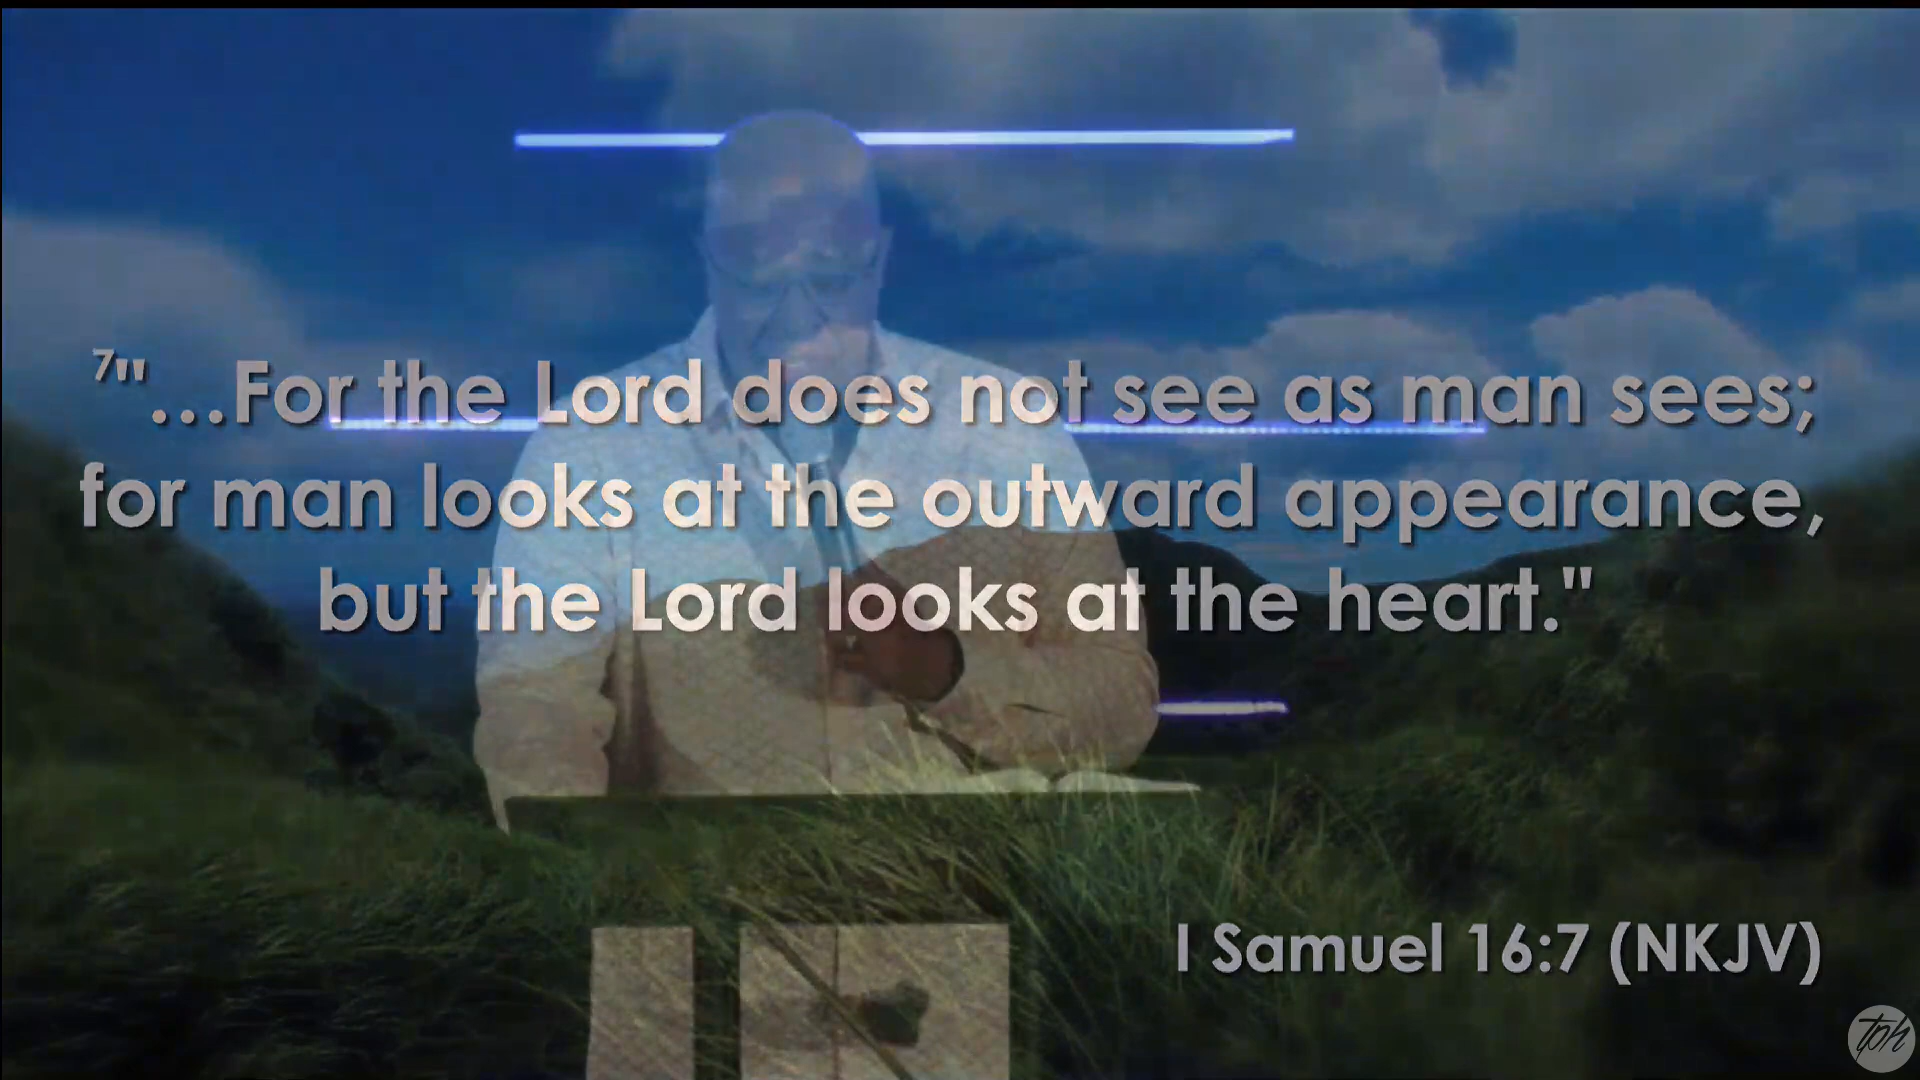 7"...For the Lord does not see as man sees;
for man looks at the outward appearance,
but the Lord looks at the heart."
I Samuel 16:7 (NKJV)
tph